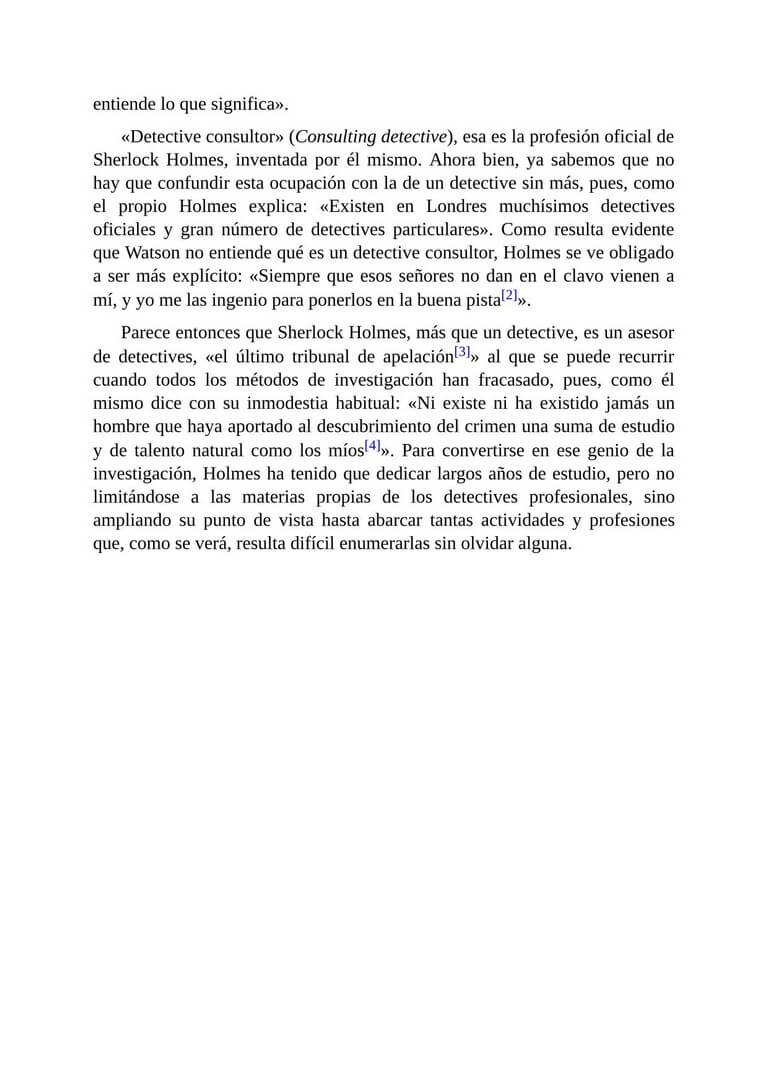 entiende lo que significa».
«Detective consultor» (Consulting detective), esa es la profesión oficial de
Sherlock Holmes, inventada por él mismo. Ahora bien, ya sabemos que no
hay que confundir esta ocupación con la de un detective sin más, pues, como
el propio Holmes explica: «Existen en Londres muchísimos detectives
oficiales y gran número de detectives particulares». Como resulta evidente
que Watson no entiende qué es un detective consultor, Holmes se ve obligado
a ser más explícito: «Siempre que esos señores no dan en el clavo vienen a
mí, y yo me las ingenio para ponerlos en la buena pista[2]».
Parece entonces que Sherlock Holmes, más que un detective, es un asesor
de detectives, «el último tribunal de apelación[3]» al que se puede recurrir
cuando todos los métodos de investigación han fracasado, pues, como él
mismo dice con su inmodestia habitual: «Ni existe ni ha existido jamás un
hombre que haya aportado al descubrimiento del crimen una suma de estudio
y de talento natural como los míos[4]». Para convertirse en ese genio de la
investigación, Holmes ha tenido que dedicar largos años de estudio, pero no
limitándose a las materias propias de los detectives profesionales, sino
ampliando su punto de vista hasta abarcar tantas actividades y profesiones
que, como se verá, resulta difícil enumerarlas sin olvidar alguna.